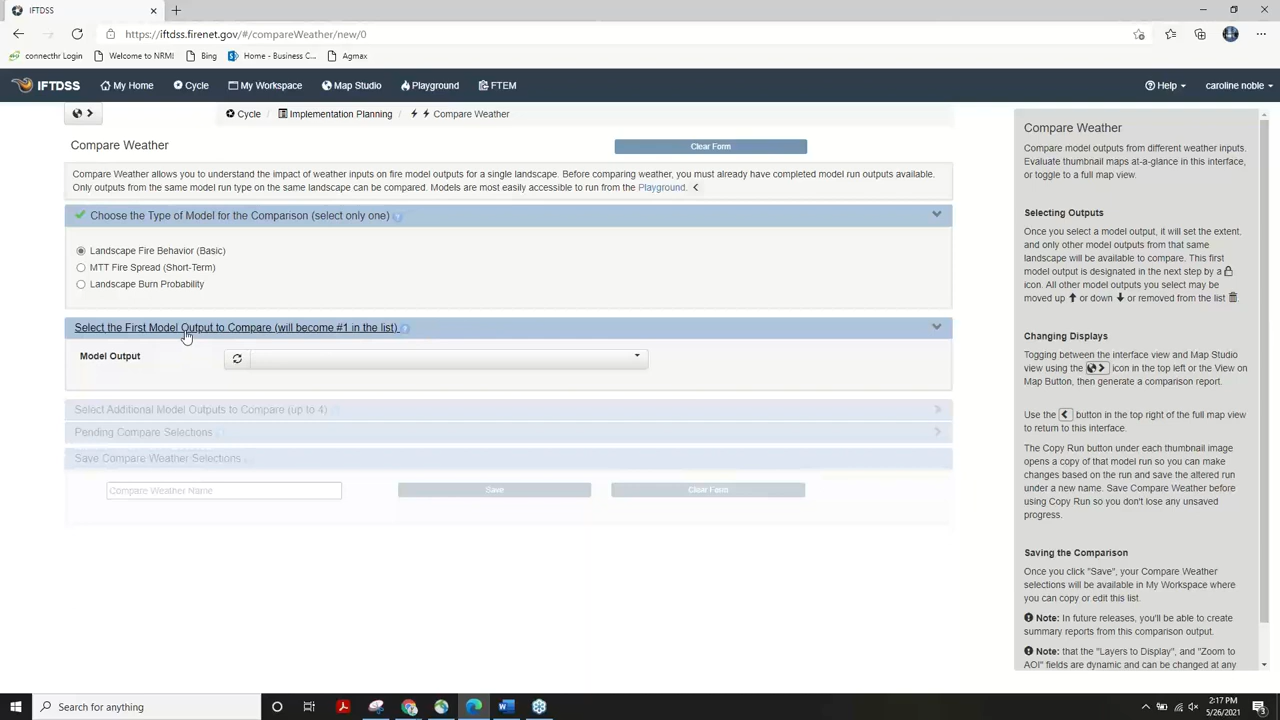 IFTDSS
https://iftdss.firenet.gov/#/compareWeather/new/0
connecthr Login
Welcome to NRMI
Bing
Home - Business C...
Agmax
IFTDSS
My Home
Cycle
My Workspace
Map Studio
Playground
FTEM
Help
caroline noble
Cycle / Implementation Planning / Compare Weather
Compare Weather
Clear Form
Compare Weather allows you to understand the impact of weather inputs on fire model outputs for a single landscape. Before comparing weather, you must already have completed model run outputs available.
Only outputs from the same model run type on the same landscape can be compared. Models are most easily accessible to run from the Playground.
Choose the Type of Model for the Comparison (select only one)
Landscape Fire Behavior (Basic)
MTT Fire Spread (Short-Term)
Landscape Burn Probability
Select the First Model Output to Compare (will become #1 in the list)
Model Output
Select Additional Model Outputs to Compare (up to 4)
Pending Compare Selections
Save Compare Weather Selections
Compare Weather Name
Save
Clear Form
Compare Weather
Compare model outputs from different weather inputs.
Evaluate thumbnail maps at-a-glance in this interface,
or toggle to a full map view.
Selecting Outputs
Once you select a model output, it will set the extent.
and only other model outputs from that same
landscape will be available to compare. This first
model output is designated in the next step by a
icon. All other model outputs you select may be
moved up or down or removed from the list
Changing Displays
Togging between the interface view and Map Studio
view using the icon in the top left or the View on
Map Button, then generate a comparison report.
Use the button in the top right of the full map view
to return to this interface.
The Copy Run button under each thumbnail image
opens a copy of that model run so you can make
changes based on the run and save the altered run
under a new name. Save Compare Weather before
using Copy Run so you don't lose any unsaved
progress.
Saving the Comparison
Once you click "Save", your Compare Weather
selections will be available in My Workspace where
you can copy or edit this list.
Note: In future releases, you'll be able to create
summary reports from this comparison output.
Note: that the "Layers to Display", and "Zoom to
AOI" fields are dynamic and can be changed at any
Search for anything
2:17 PM
5/26/2021
3